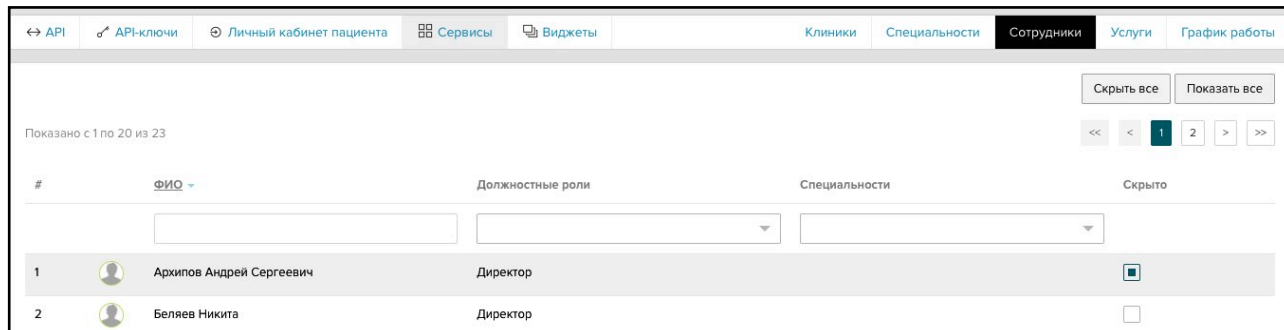 API API-ключи Личный кабинет пациента Сервисы Виджеты Клиники Специальности Сотрудники Услуги График работы
Скрыть все Показать все
Показано с 1 по 20 из 23 << < 1 2 > >>
# ФИО Должностные роли Специальности Скрыто
1 Архипов Андрей Сергеевич Директор
2 Беляев Никита Директор